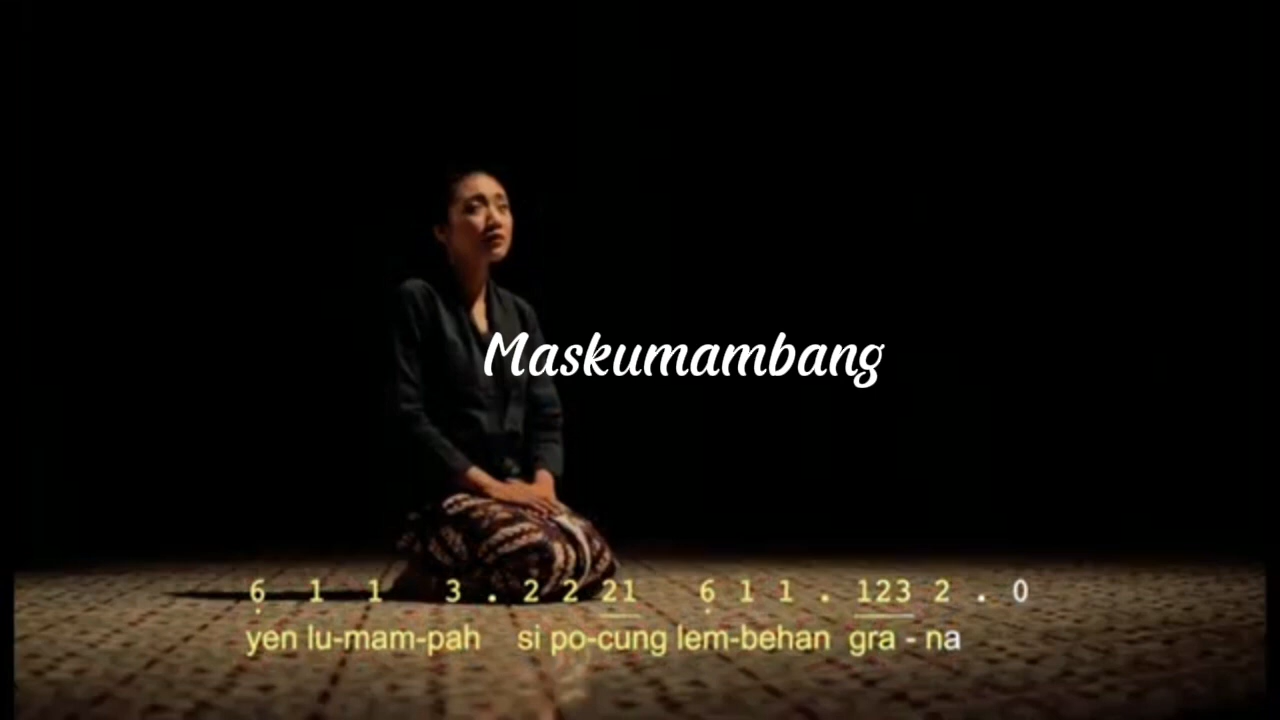 Maskumambang
6̣ 1 1 3 . 2 2 21 6̣ 1 1 . 123 2 . 0
yen lu-mam-pah si po-cung lem-behan gra - na